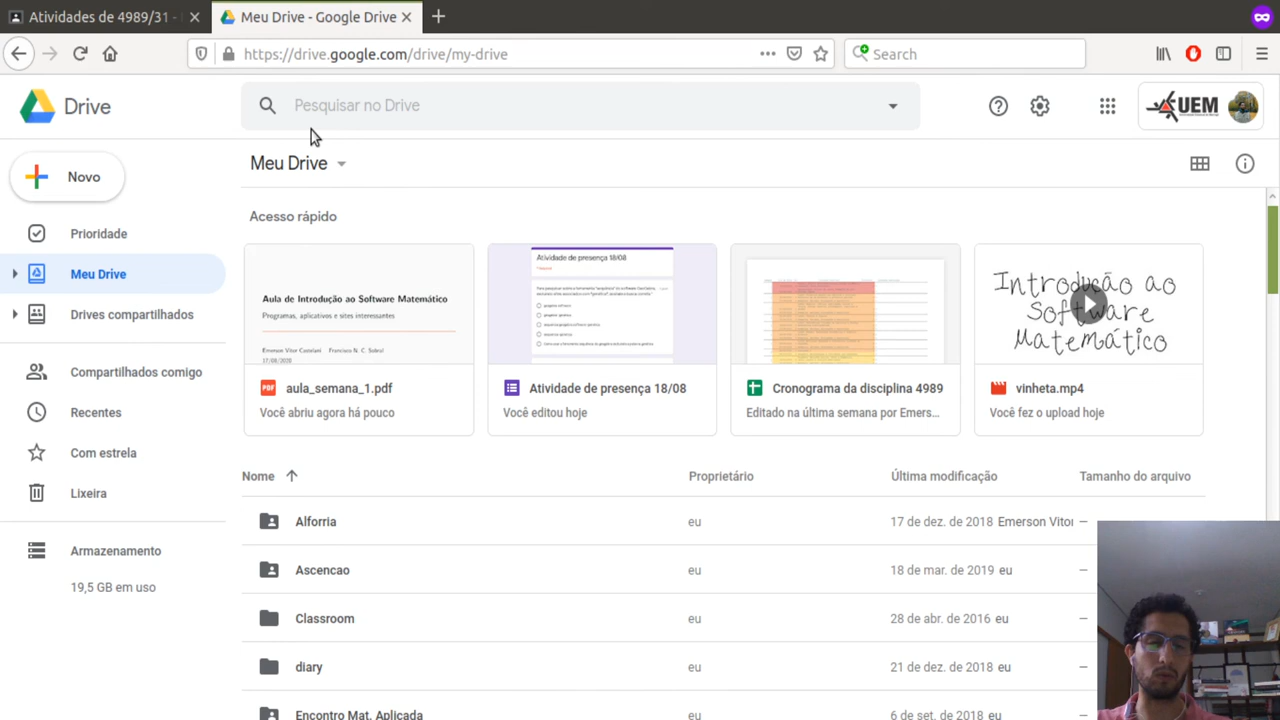 Atividades de 4989/31 -
Meu Drive - Google Drive
https://drive.google.com/drive/my-drive
Search
Drive
Pesquisar no Drive
UEM
Novo
Meu Drive
Prioridade
Meu Drive
Drives compartilhados
Compartilhados comigo
Recentes
Com estrela
Lixeira
Armazenamento
19,5 GB em uso
Acesso rápido
Aula de Introdução ao Software Matemático
Programas, aplicativos e sites interessantes
17/08/2020
PDF
aula_semana_1.pdf
Você abriu agora há pouco
Atividade de presença 18/08
Atividade de presença 18/08
Você editou hoje
Cronograma da disciplina 4989
Editado na última semana por Emers...
Introdução ao
Software
Matemático
vinheta.mp4
Você fez o upload hoje
Nome
Proprietário
Última modificação
Tamanho do arquivo
Alforria
eu
17 de dez. de 2018 Emerson Vitor
—
Ascencao
eu
18 de mar. de 2019 eu
—
Classroom
eu
28 de abr. de 2016 eu
—
diary
eu
21 de dez. de 2018 eu
—
Encontro Mat. Aplicada
eu
6 de set. de 2018 eu
—